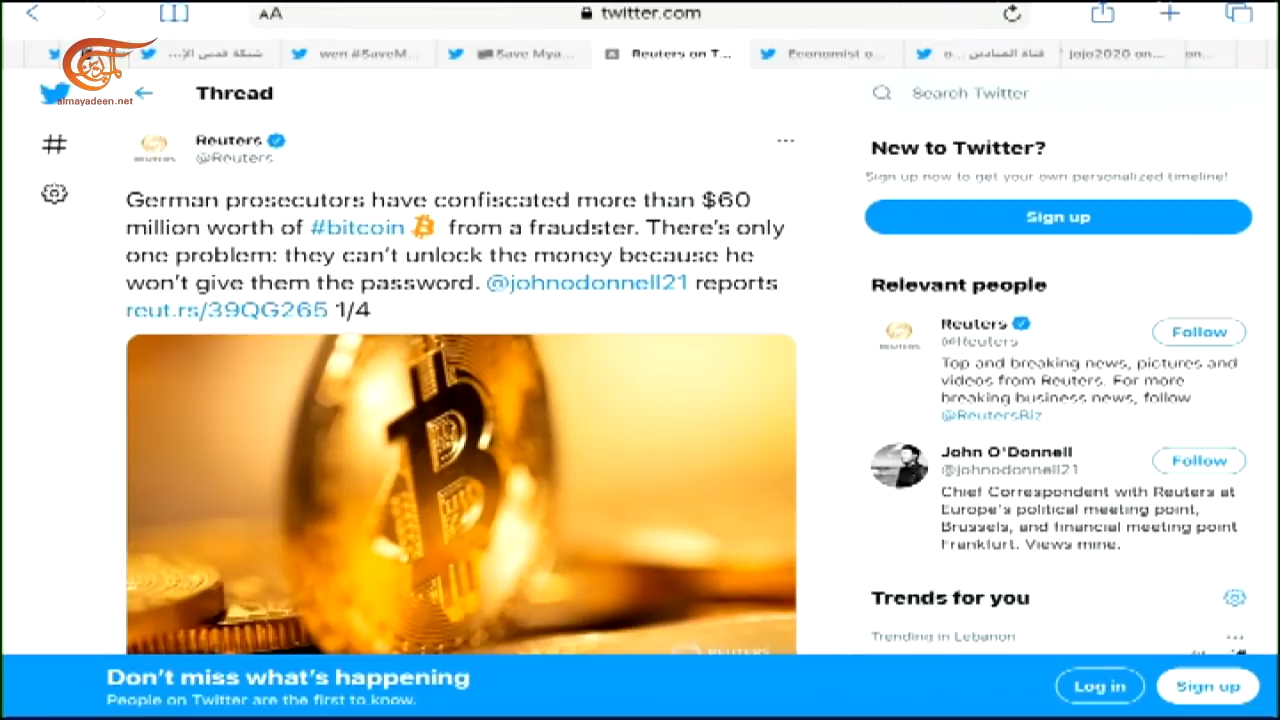 AA
twitter.com
شبكة قدس الإ...
wen #SaveM...
Save Mya...
Reuters on T...
Economist o...
قناة الميادين ...o
jojo2020 on...
on...
almayadeen.net
Thread
Search Twitter
Reuters
@Reuters
German prosecutors have confiscated more than $60
million worth of #bitcoin from a fraudster. There's only
one problem: they can't unlock the money because he
won't give them the password. @johnodonnell21 reports
reut.rs/39QG265 1/4
REUTERS
New to Twitter?
Sign up now to get your own personalized timeline!
Sign up
Relevant people
Reuters
@Reuters
Follow
Top and breaking news, pictures and
videos from Reuters. For more
breaking business news, follow
@ReutersBiz
John O'Donnell
@johnodonnell21
Follow
Chief Correspondent with Reuters at
Europe's political meeting point,
Brussels, and financial meeting point
Frankfurt. Views mine.
Trends for you
Trending in Lebanon
Don't miss what's happening
People on Twitter are the first to know.
Log in
Sign up